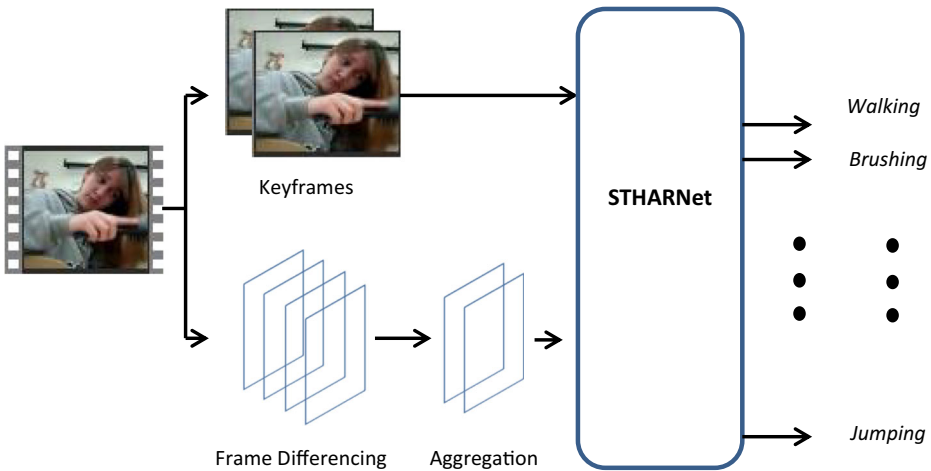 Keyframes
STHARNet
Walking
Brushing
Jumping
Frame Differencing
Aggregation